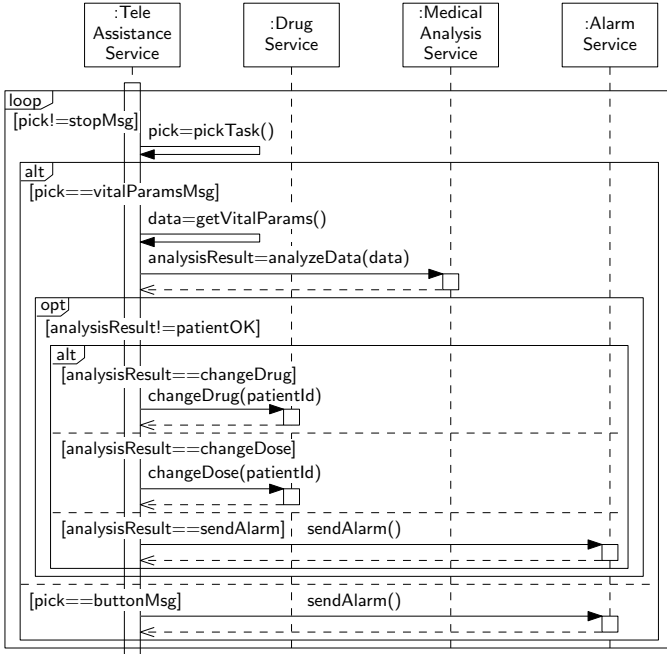 :Tele
Assistance
Service
:Drug
Service
:Medical
Analysis
Service
:Alarm
Service
loop
[pick!=stopMsg]
pick=pickTask()
alt
[pick==vitalParamsMsg]
data=getVitalParams()
analysisResult=analyzeData(data)
opt
[analysisResult!=patientOK]
alt
[analysisResult==changeDrug]
changeDrug(patientId)
[analysisResult==changeDose]
changeDose(patientId)
[analysisResult==sendAlarm] sendAlarm()
[pick==buttonMsg] sendAlarm()